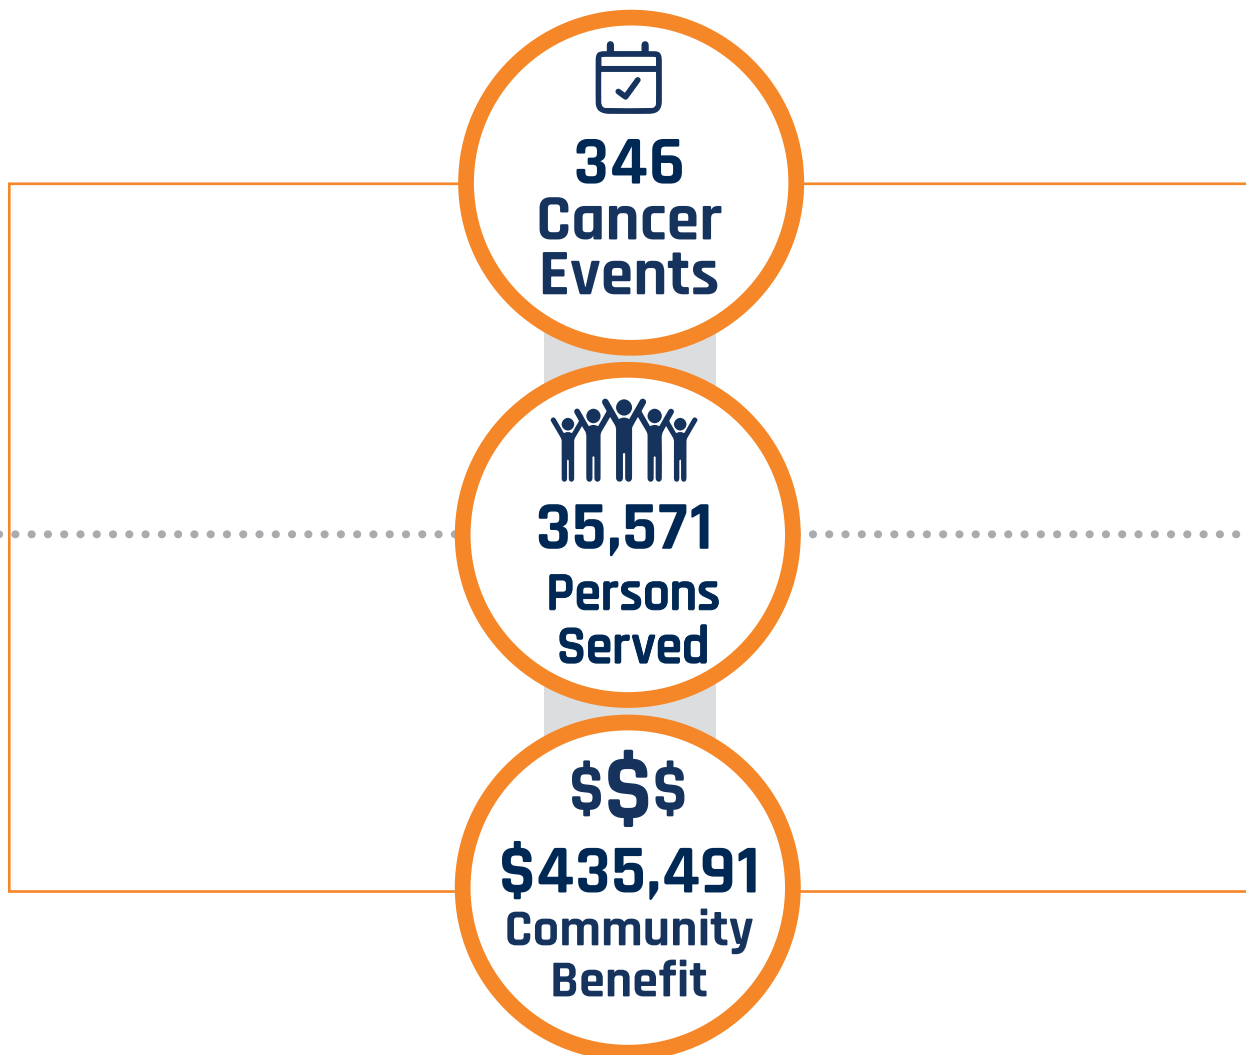 346
Cancer
Events
35,571
Persons
Served
$$$
$435,491
Community
Benefit